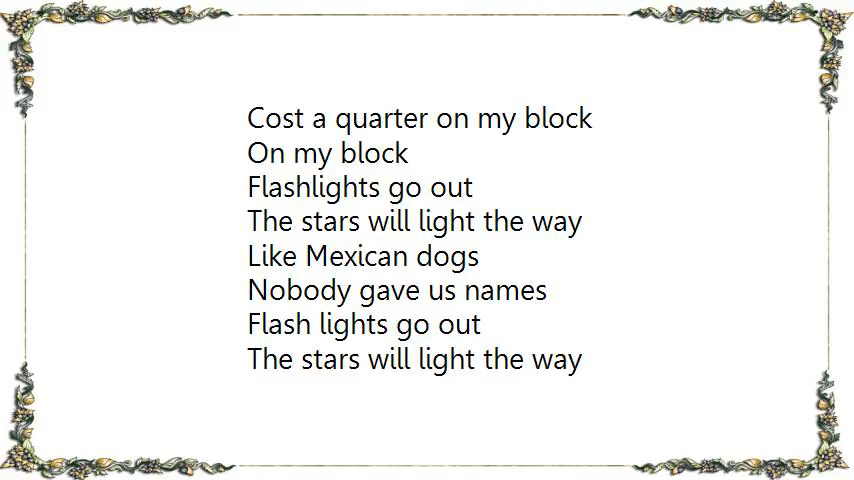 Cost a quarter on my block
On my block
Flashlights go out
The stars will light the way
Like Mexican dogs
Nobody gave us names
Flash lights go out
The stars will light the way